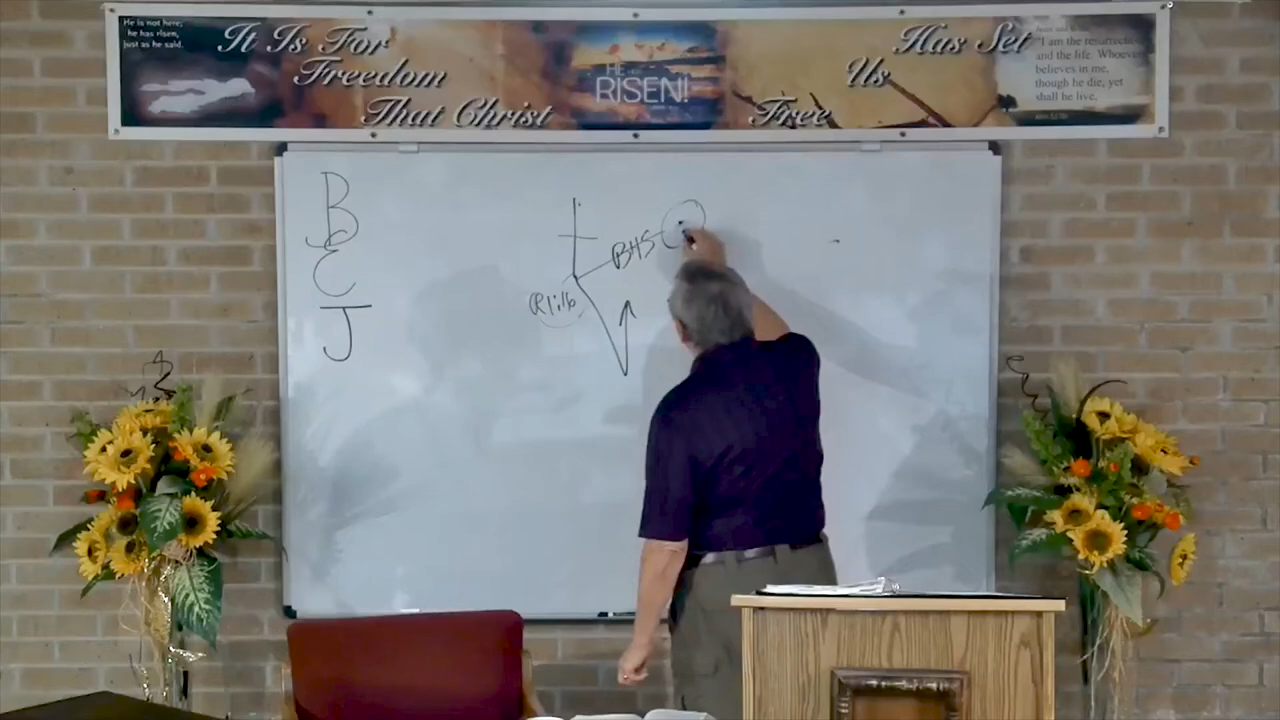 He is not here;
he has risen,
just as he said.
It Is For
Freedom
That Christ
HE
RISEN!
Has Set
Us
Free
"I am the resurrection
and the life. Whoever
believes in me,
though he die, yet
shall he live,
B
C
J
BHS
R1:16